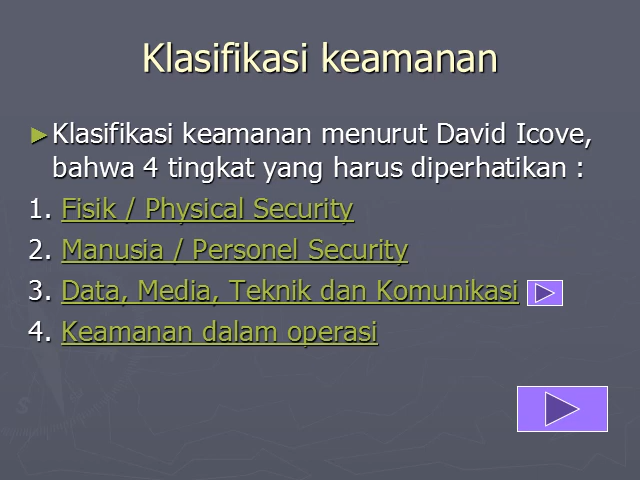 Klasifikasi keamanan
►Klasifikasi keamanan menurut David Icove,
bahwa 4 tingkat yang harus diperhatikan :
1. Fisik / Physical Security
2. Manusia / Personel Security
3. Data, Media, Teknik dan Komunikasi
4. Keamanan dalam operasi